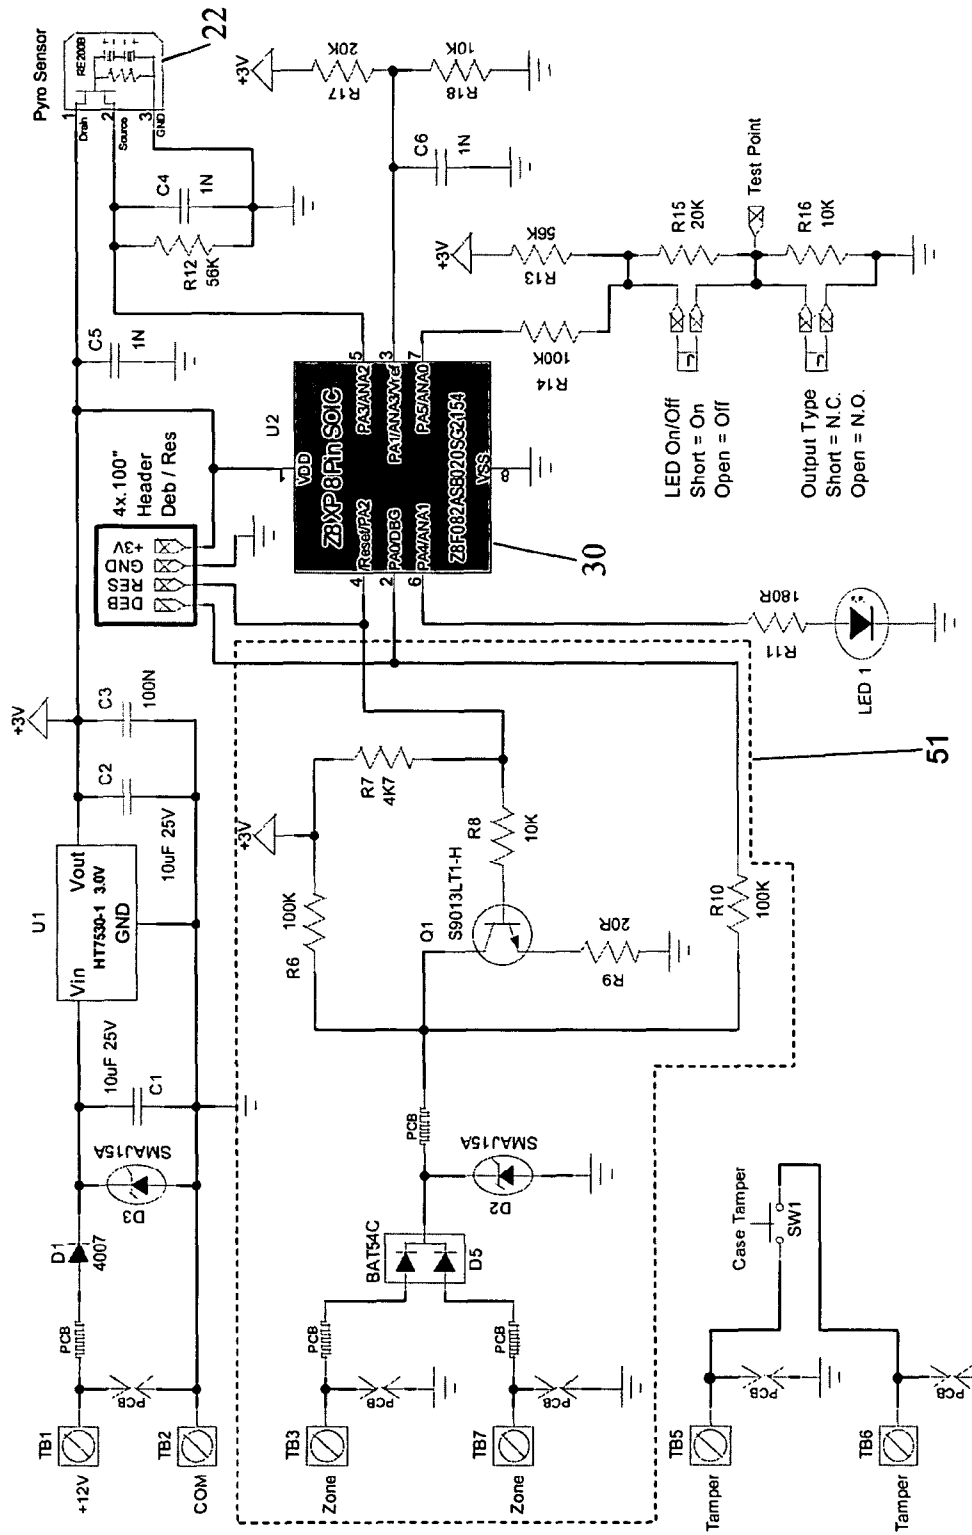 TB1
+12V
PCB
PCB
TB2
COM
D1
4007
SMAJ15A
D3
10uF 25V
C1
U1
Vin
Vout
HT7530-1 3.0V
GND
10uF 25V
C2
+3V
C3
100N
4x.100"
Header
Deb / Res
+3V
GND
RES
DEB
C5
1N
Pyro Sensor
1
Drain
2
Source
3
GND
RE200B
22
C4
1N
R12
56K
TB3
Zone
PCB
PCB
TB7
Zone
PCB
PCB
BAT54C
D5
PCB
SMAJ15A
D2
+3V
R6
100K
R7
4K7
R8
10K
Q1
S9013LT1-H
R9
20R
R10
100K
51
U2
1
VDD
Z8XP 8Pin SOIC
4
/Reset/PA2
PA3/ANA2
5
2
PA0/DBG
PA1/ANA3/Vref
3
6
PA4/ANA1
PA5/ANA0
7
Z8F082ASB020SG2154
VSS
8
30
+3V
R17
20K
R18
10K
C6
1N
R11
180R
LED 1
+3V
R13
56K
R14
100K
R15
20K
Test Point
R16
10K
LED On/Off
Short = On
Open = Off
Output Type
Short = N.C.
Open = N.O.
TB5
Tamper
PCB
Case Tamper
SW1
TB6
Tamper
PCB